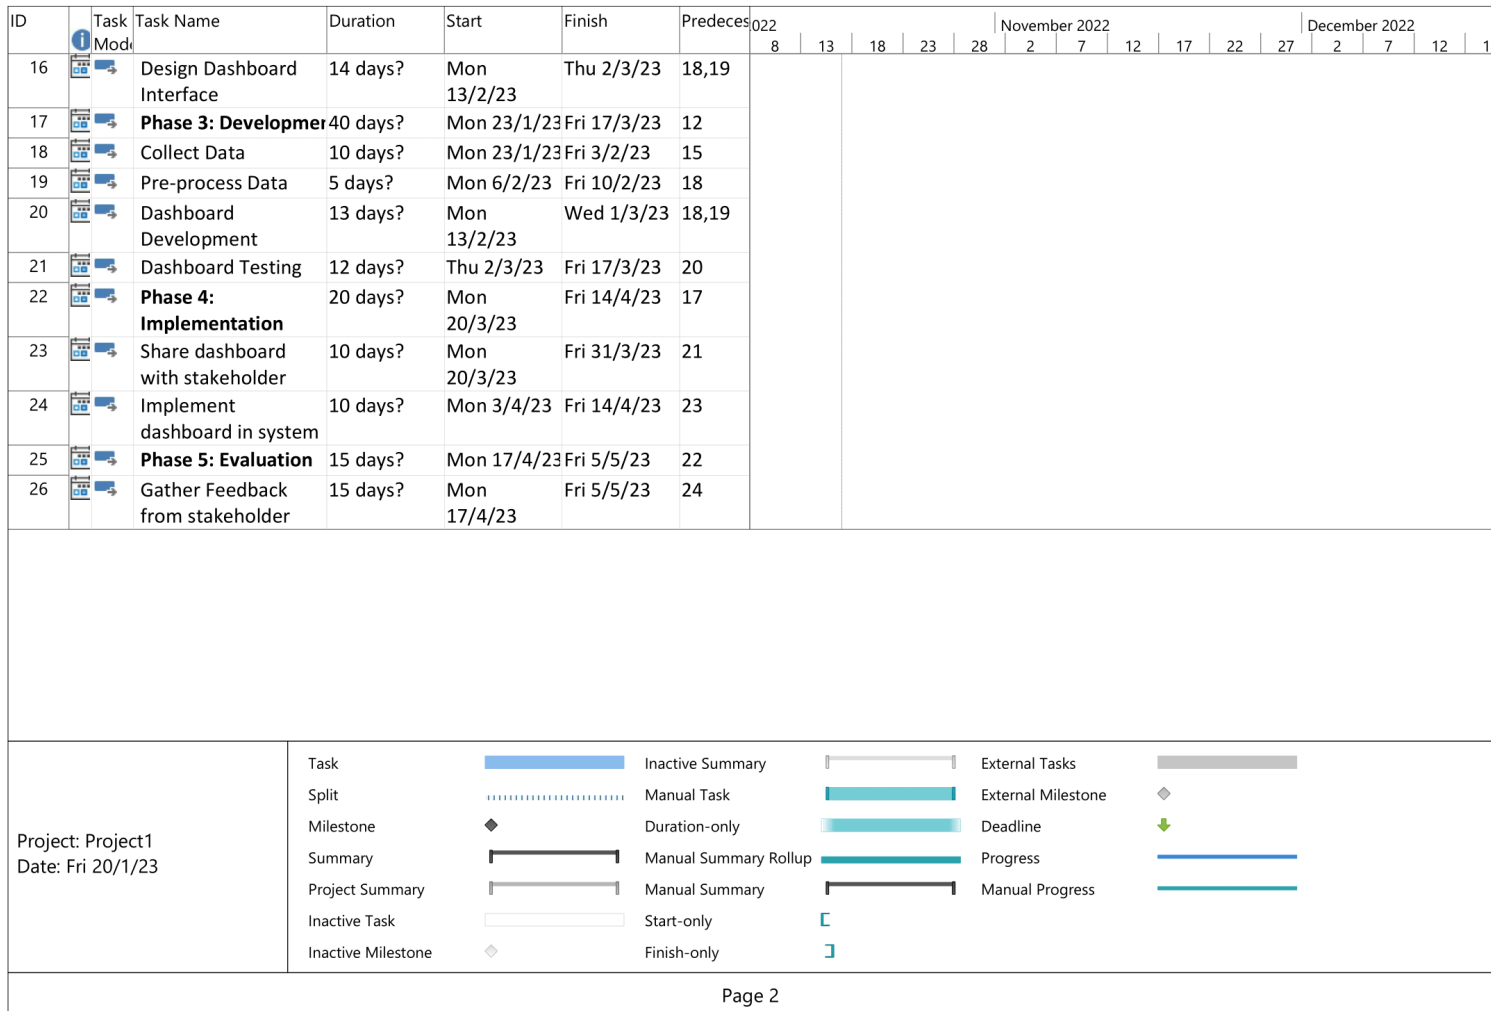 ID Task Mode Task Name Duration Start Finish Predeces
022 November 2022 December 2022
8 13 18 23 28 2 7 12 17 22 27 2 7 12 1
16 Design Dashboard Interface 14 days? Mon 13/2/23 Thu 2/3/23 18,19
17 Phase 3: Developmen 40 days? Mon 23/1/23 Fri 17/3/23 12
18 Collect Data 10 days? Mon 23/1/23 Fri 3/2/23 15
19 Pre-process Data 5 days? Mon 6/2/23 Fri 10/2/23 18
20 Dashboard Development 13 days? Mon 13/2/23 Wed 1/3/23 18,19
21 Dashboard Testing 12 days? Thu 2/3/23 Fri 17/3/23 20
22 Phase 4: Implementation 20 days? Mon 20/3/23 Fri 14/4/23 17
23 Share dashboard with stakeholder 10 days? Mon 20/3/23 Fri 31/3/23 21
24 Implement dashboard in system 10 days? Mon 3/4/23 Fri 14/4/23 23
25 Phase 5: Evaluation 15 days? Mon 17/4/23 Fri 5/5/23 22
26 Gather Feedback from stakeholder 15 days? Mon 17/4/23 Fri 5/5/23 24
Project: Project1
Date: Fri 20/1/23
Task
Split
Milestone
Summary
Project Summary
Inactive Task
Inactive Milestone
Inactive Summary
Manual Task
Duration-only
Manual Summary Rollup
Manual Summary
Start-only
Finish-only
External Tasks
External Milestone
Deadline
Progress
Manual Progress
Page 2